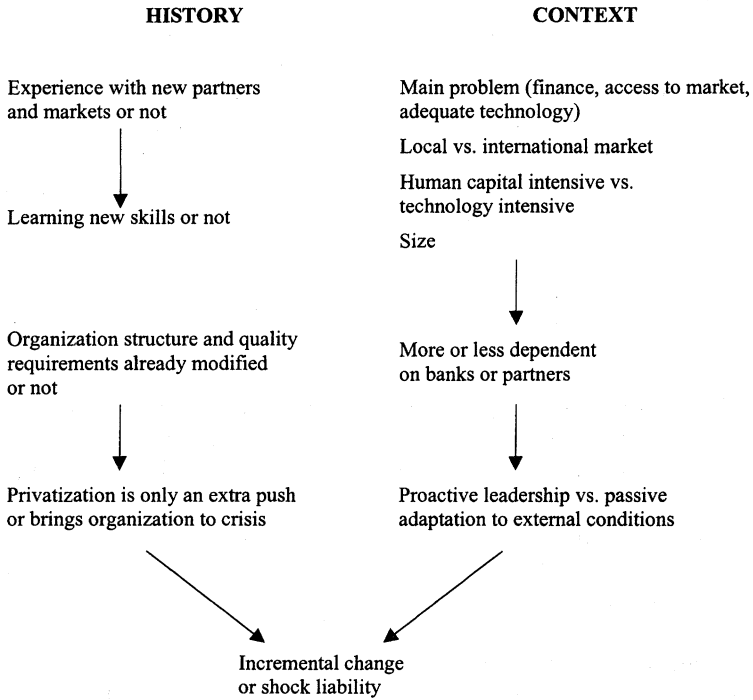 HISTORY
Experience with new partners
and markets or not
Learning new skills or not
Organization structure and quality
requirements already modified
or not
Privatization is only an extra push
or brings organization to crisis
CONTEXT
Main problem (finance, access to market,
adequate technology)
Local vs. international market
Human capital intensive vs.
technology intensive
Size
More or less dependent
on banks or partners
Proactive leadership vs. passive
adaptation to external conditions
Incremental change
or shock liability